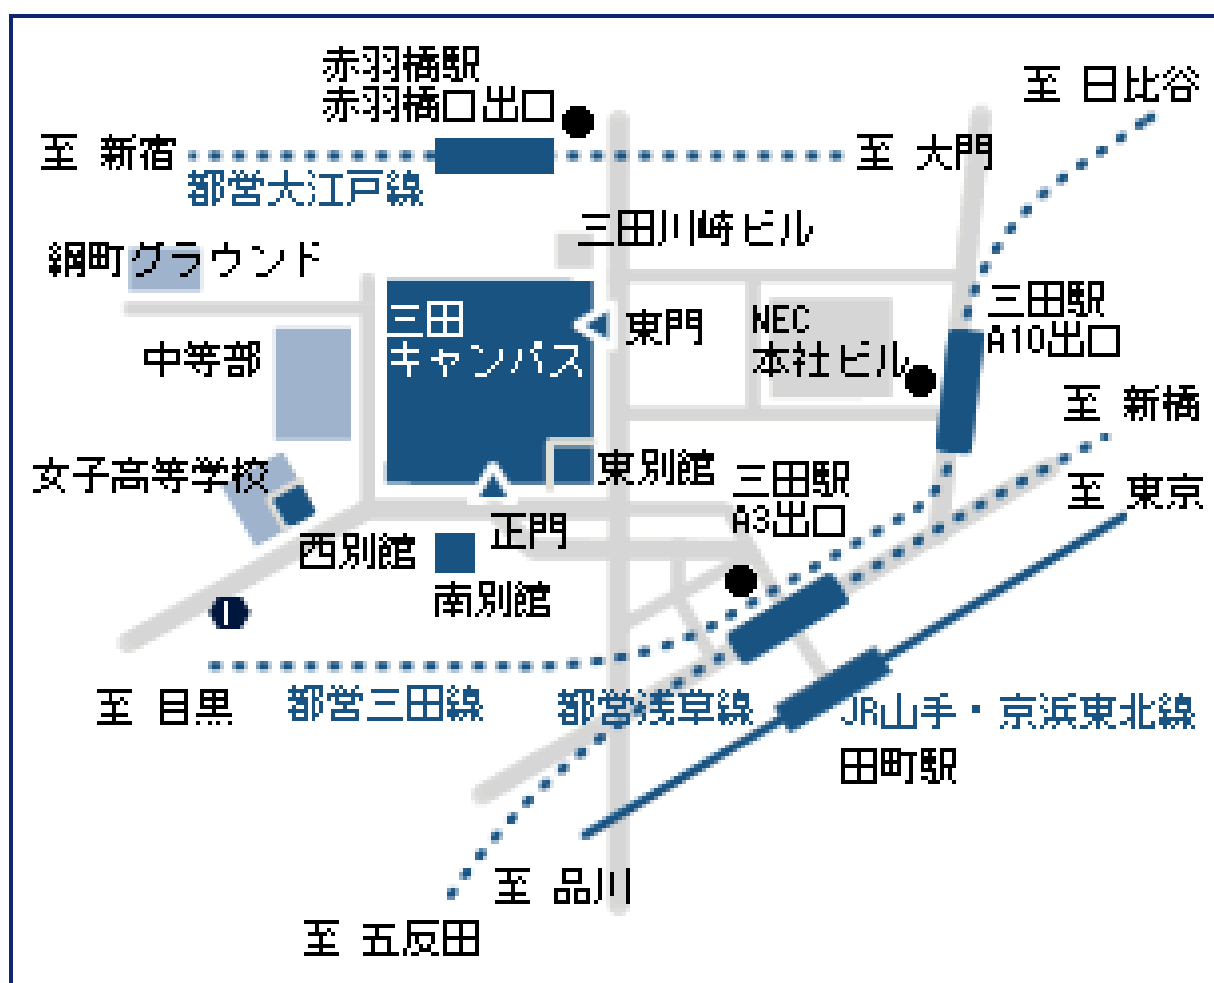 赤羽橋駅
赤羽橋口出口
至 日比谷
至 新宿
至 大門
都営大江戸線
三田川崎ビル
綱町グラウンド
三田
キャンパス
東門
NEC
本社ビル
三田駅
A10出口
中等部
至 新橋
女子高等学校
東別館
三田駅
A3出口
至 東京
西別館
正門
南別館
至 目黒
都営三田線
都営浅草線
JR山手・京浜東北線
田町駅
至 品川
至 五反田